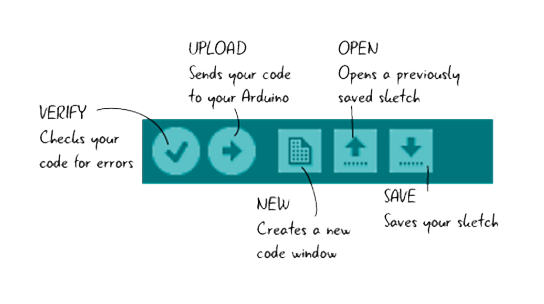 UPLOAD
Sends your code
to your Arduino
OPEN
Opens a previously
saved sketch
VERIFY
Checks your
code for errors
NEW
Creates a new
code window
SAVE
Saves your sketch